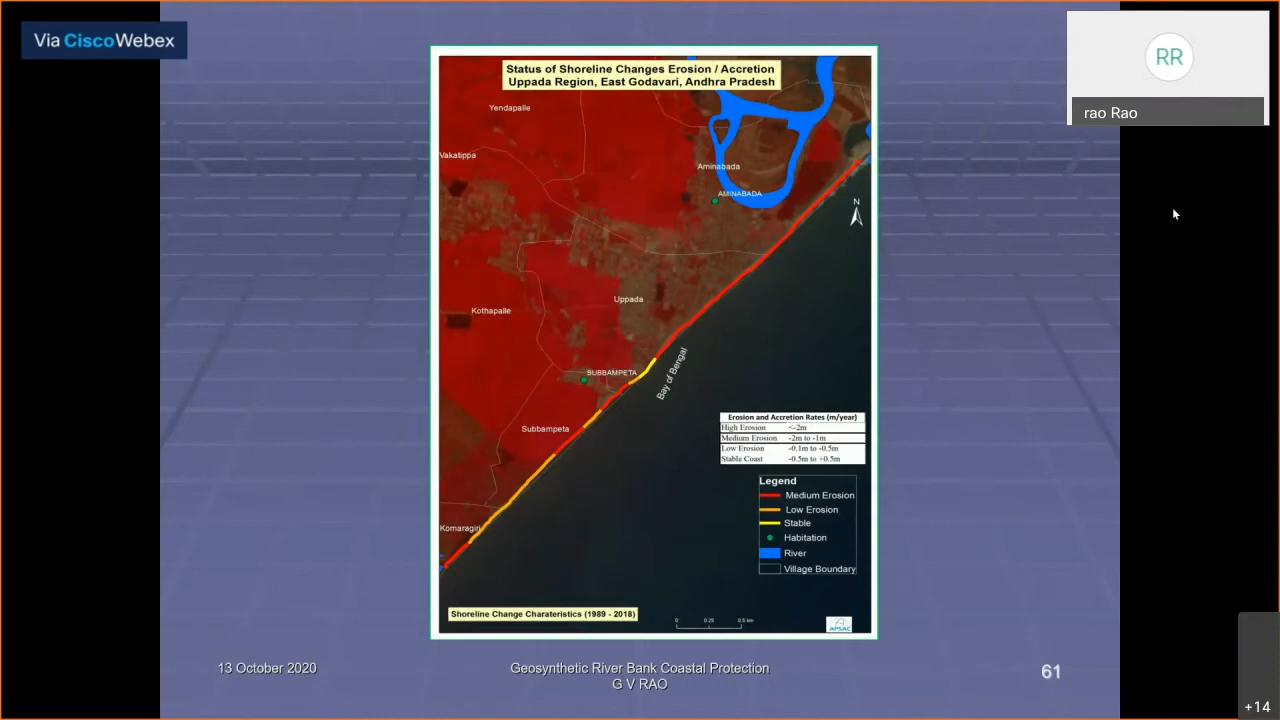 Via Cisco Webex
RR
rao Rao
Status of Shoreline Changes Erosion / Accretion
Uppada Region, East Godavari, Andhra Pradesh
Yendapalle
Vakatippa
Aminabada
AMINABADA
N
Uppada
Kothapalle
Bay of Bengal
SUBBAMPETA
Subbampeta
Komaragiri
Erosion and Accretion Rates (m/year)
High Erosion <-2m
Medium Erosion -2m to -1m
Low Erosion -0.1m to -0.5m
Stable Coast -0.5m to +0.5m
Legend
Medium Erosion
Low Erosion
Stable
Habitation
River
Village Boundary
Shoreline Change Charateristics (1989 - 2018)
0 0.25 0.5 km
APSAC
13 October 2020
Geosynthetic River Bank Coastal Protection
G V RAO
61
+14